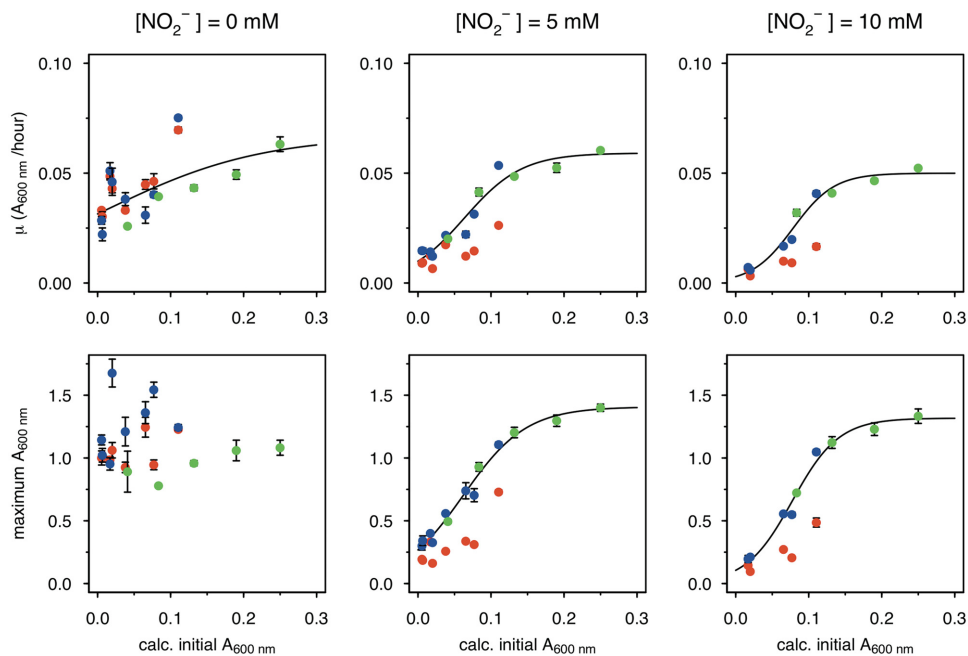 [NO₂⁻] = 0 mM [NO₂⁻] = 5 mM [NO₂⁻] = 10 mM
μ (A₆₀₀ ₙₘ /hour)
0.10 0.10 0.10
0.05 0.05 0.05
0.00 0.00 0.00
0.0 0.1 0.2 0.3 0.0 0.1 0.2 0.3 0.0 0.1 0.2 0.3
maximum A₆₀₀ ₙₘ
1.5 1.5 1.5
1.0 1.0 1.0
0.5 0.5 0.5
0.0 0.0 0.0
0.0 0.1 0.2 0.3 0.0 0.1 0.2 0.3 0.0 0.1 0.2 0.3
calc. initial A₆₀₀ ₙₘ calc. initial A₆₀₀ ₙₘ calc. initial A₆₀₀ ₙₘ